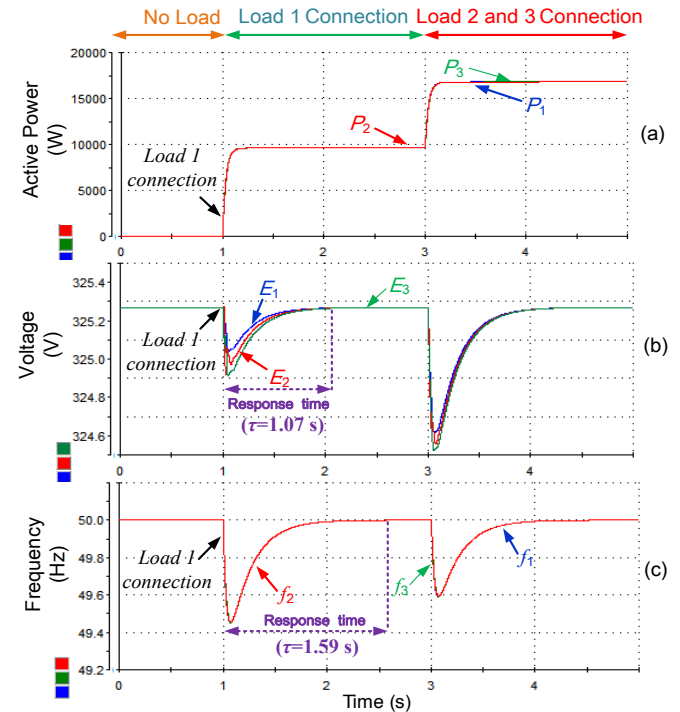 No Load Load 1 Connection Load 2 and 3 Connection
Active Power
(W)
20000
15000
10000
5000
0
Load 1
connection
P2
P3
P1
(a)
0 1 2 3 4
Voltage
(V)
325.4
325.2
325.0
324.8
324.6
Load 1
connection
E1
E2
E3
Response time
(τ=1.07 s)
(b)
0 1 2 3 4
Frequency
(Hz)
50.0
49.8
49.6
49.4
49.2
Load 1
connection
f2
f3
f1
Response time
(τ=1.59 s)
(c)
0 1 2 3 4
Time (s)